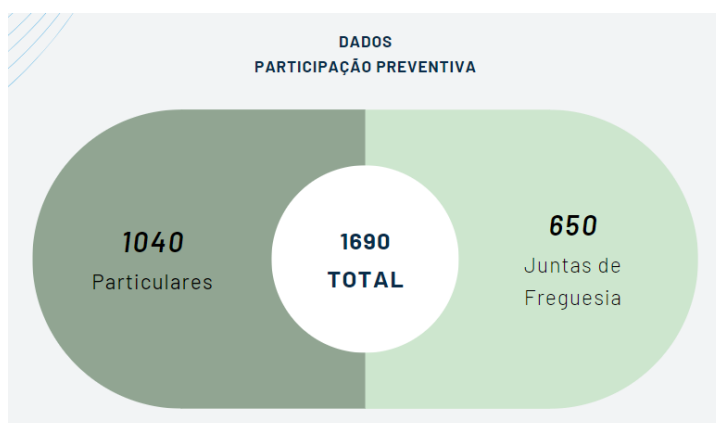 DADOS
PARTICIPAÇÃO PREVENTIVA
1040
Particulares
1690
TOTAL
650
Juntas de
Freguesia